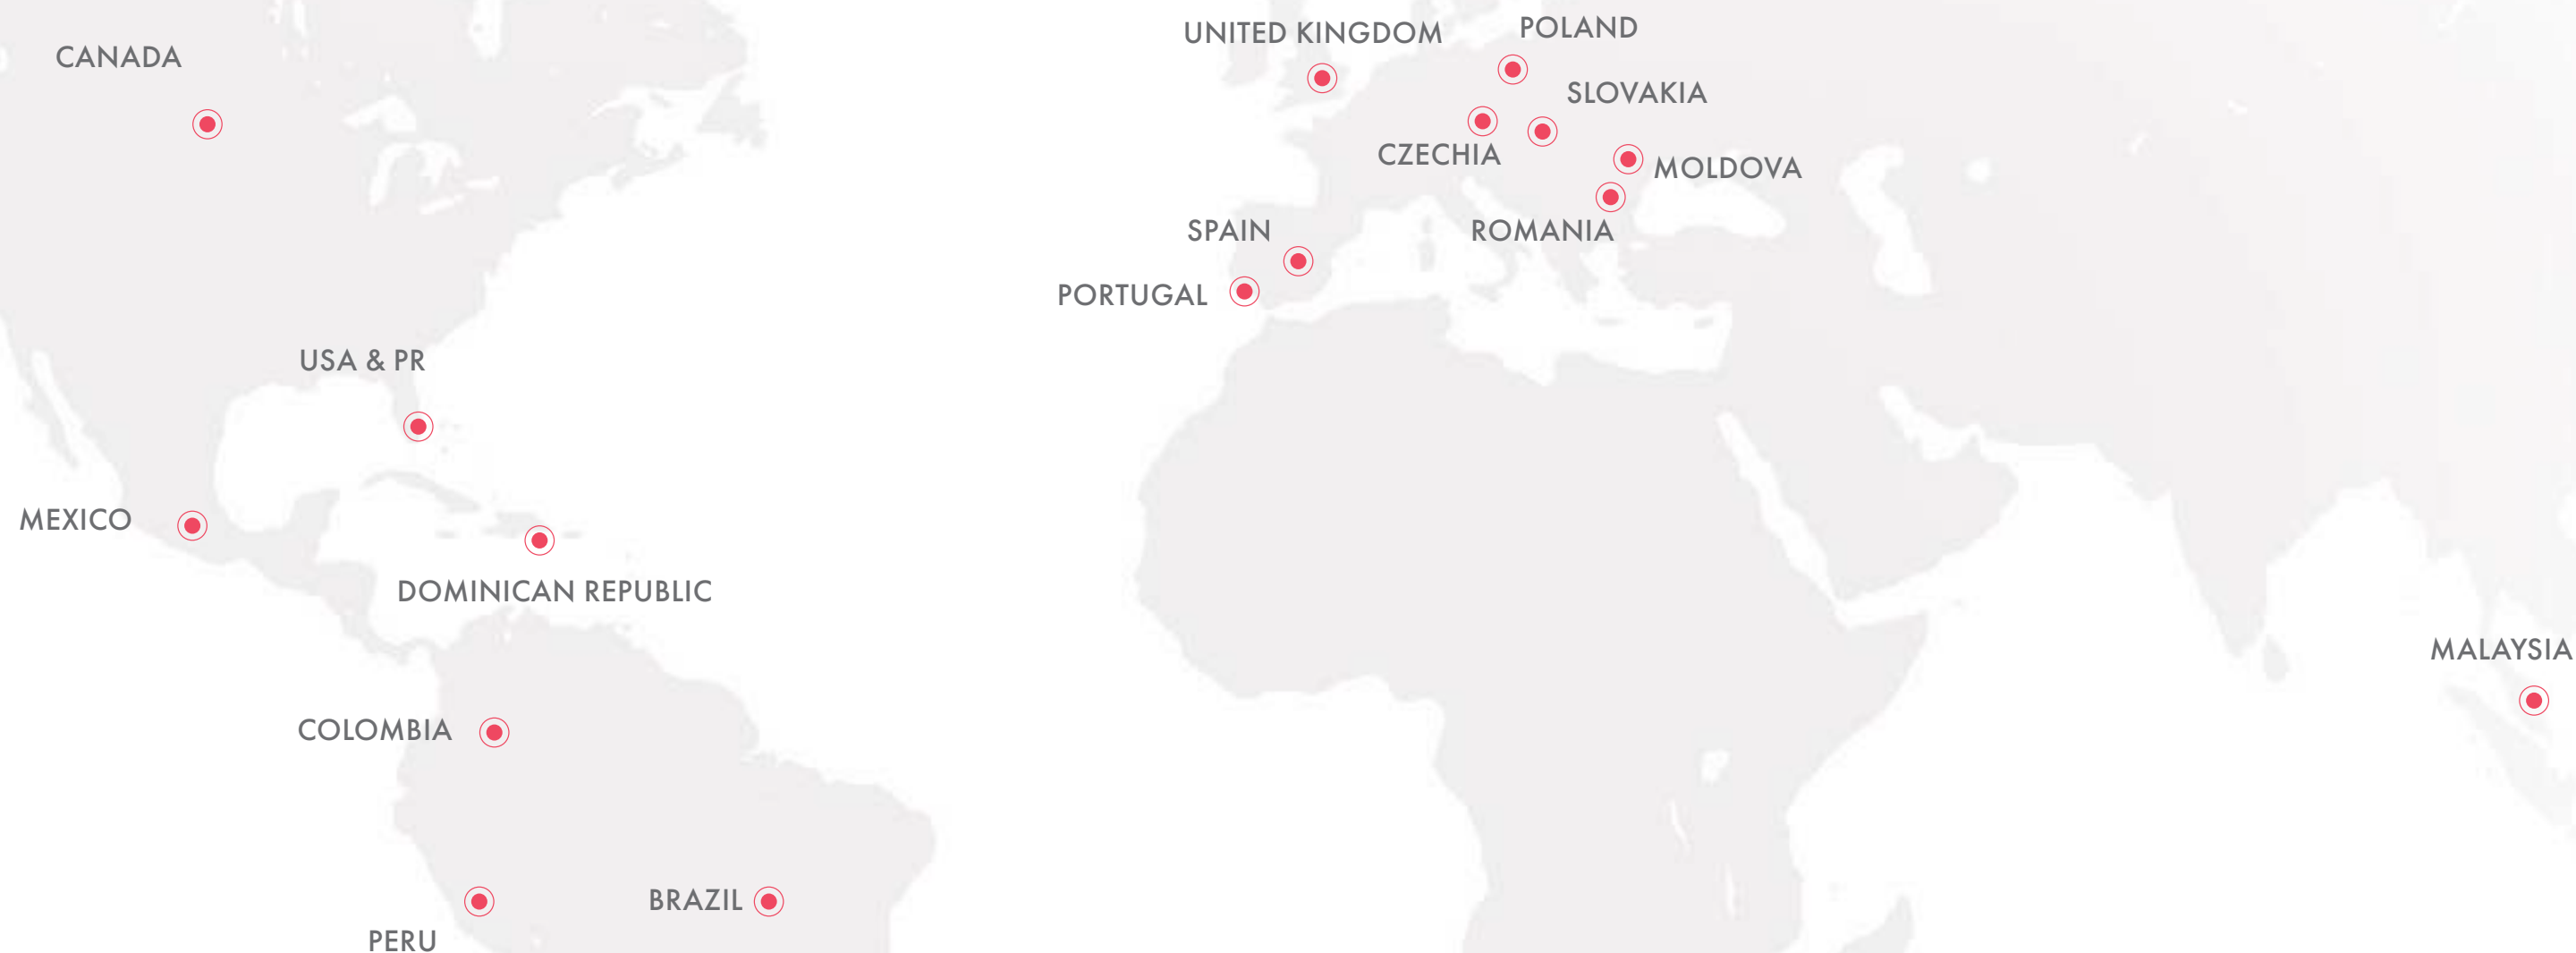 CANADA
UNITED KINGDOM
POLAND
SLOVAKIA
CZECHIA
MOLDOVA
SPAIN
ROMANIA
PORTUGAL
USA & PR
MEXICO
DOMINICAN REPUBLIC
MALAYSIA
COLOMBIA
BRAZIL
PERU